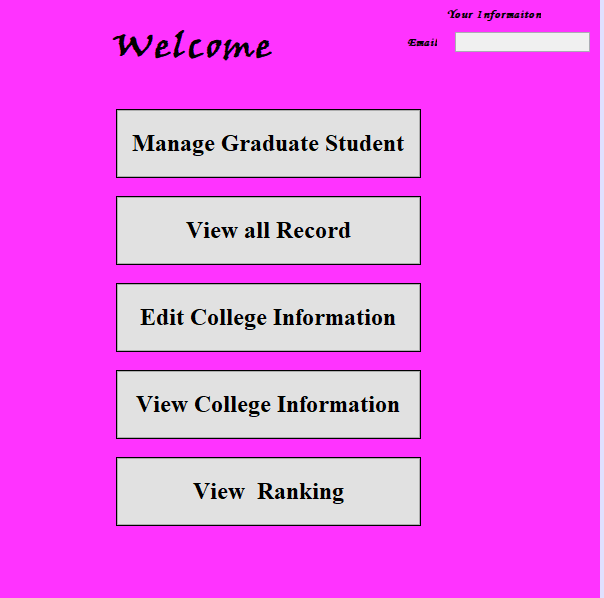 Your Informaiton
Welcome
Email
Manage Graduate Student
View all Record
Edit College Information
View College Information
View Ranking